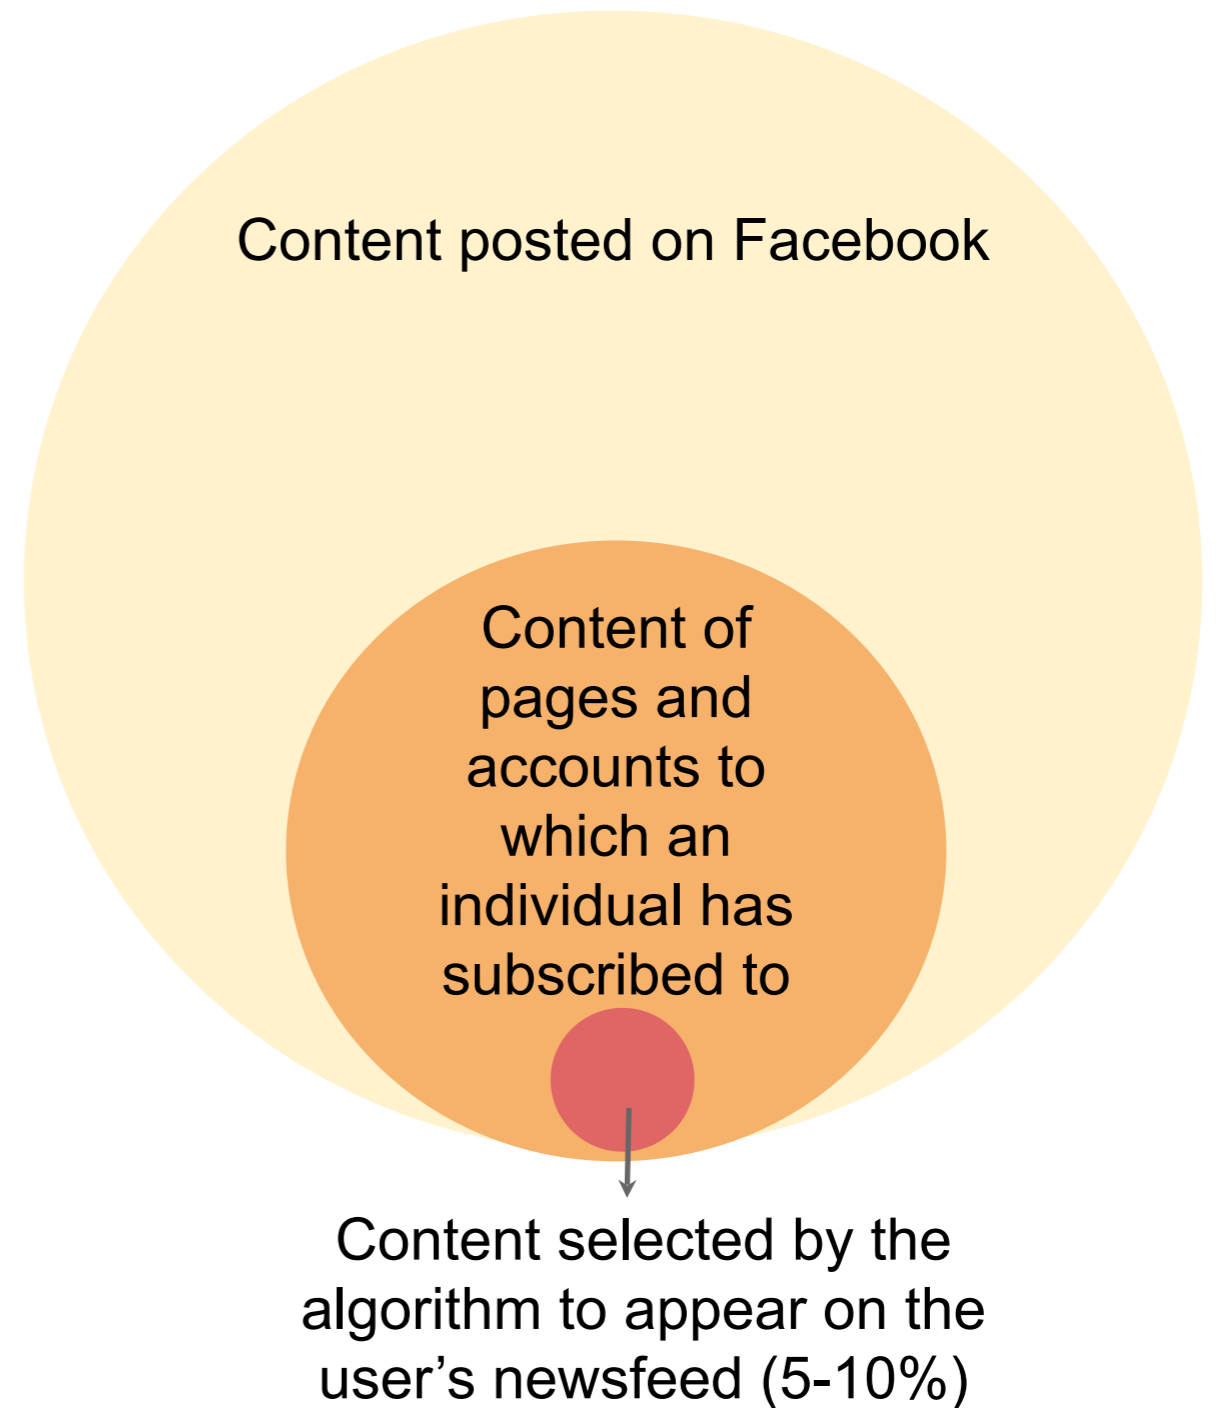 Content posted on Facebook
Content of
pages and
accounts to
which an
individual has
subscribed to
Content selected by the
algorithm to appear on the
user’s newsfeed (5-10%)